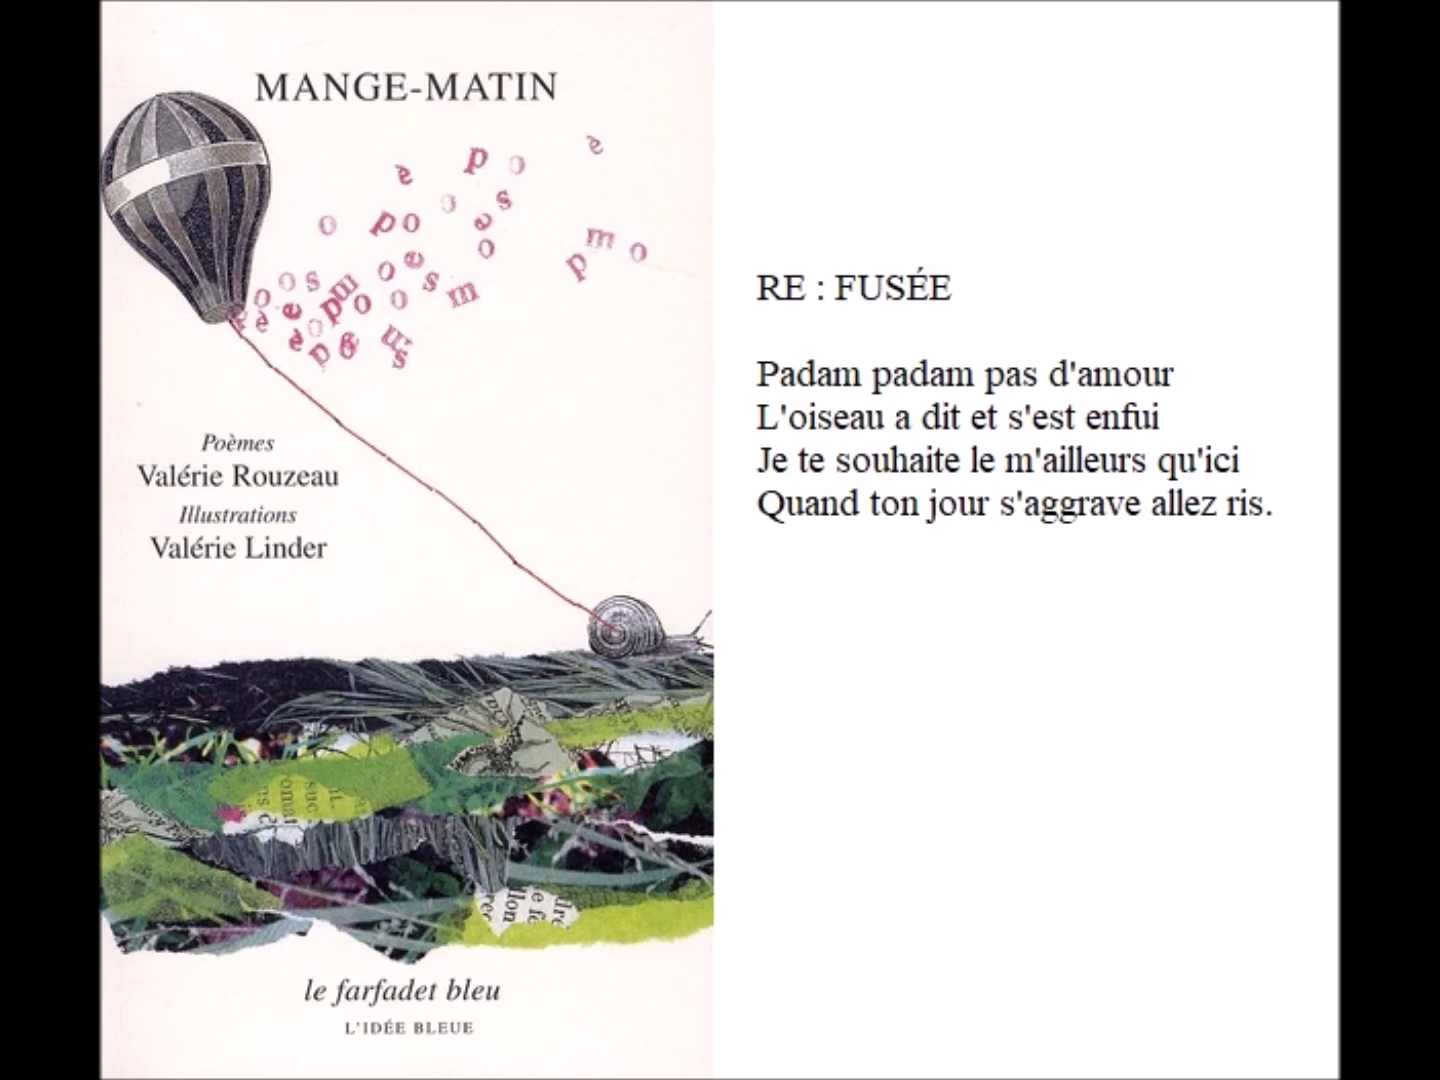 MANGE-MATIN
Poèmes
Valérie Rouzeau
Illustrations
Valérie Linder
le farfadet bleu
L'IDÉE BLEUE
RE : FUSÉE
Padam padam pas d'amour
L'oiseau a dit et s'est enfui
Je te souhaite le m'ailleurs qu'ici
Quand ton jour s'aggrave allez ris.